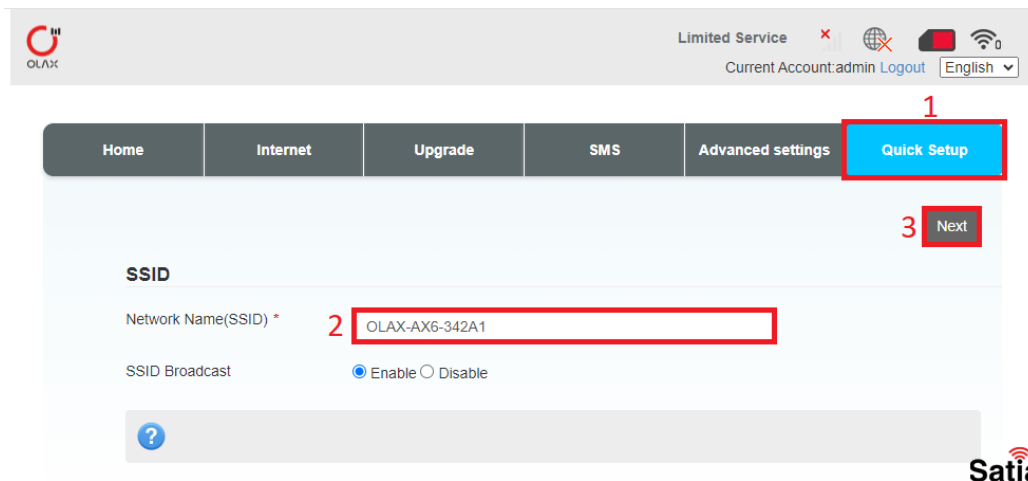 Limited Service
OLAX
Current Account:admin Logout English
1
Home Internet Upgrade SMS Advanced settings Quick Setup
3 Next
SSID
Network Name(SSID) * 2 OLAX-AX6-342A1
SSID Broadcast Enable Disable
?